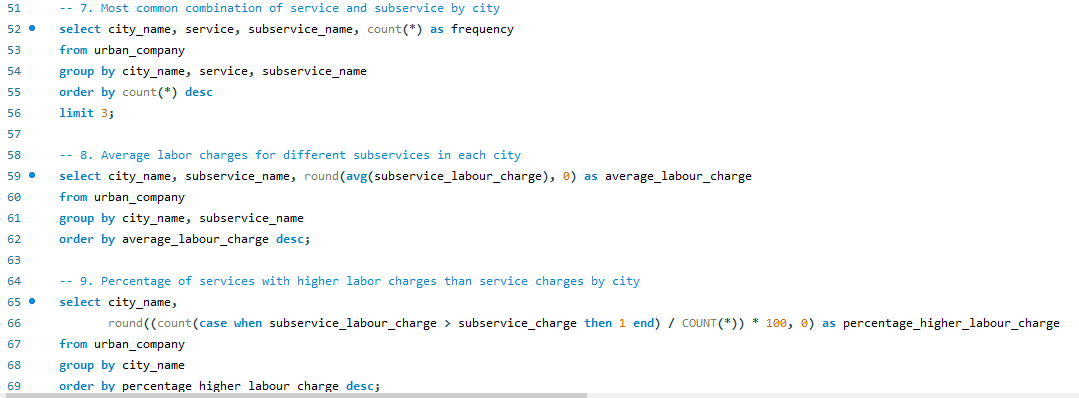 51 -- 7. Most common combination of service and subservice by city
52 select city_name, service, subservice_name, count(*) as frequency
53 from urban_company
54 group by city_name, service, subservice_name
55 order by count(*) desc
56 limit 3;
57
58 -- 8. Average labor charges for different subservices in each city
59 select city_name, subservice_name, round(avg(subservice_labour_charge), 0) as average_labour_charge
60 from urban_company
61 group by city_name, subservice_name
62 order by average_labour_charge desc;
63
64 -- 9. Percentage of services with higher labor charges than service charges by city
65 select city_name,
66 round((count(case when subservice_labour_charge > subservice_charge then 1 end) / COUNT(*)) * 100, 0) as percentage_higher_labour_charge
67 from urban_company
68 group by city_name
69 order by percentage_higher_labour_charge desc;